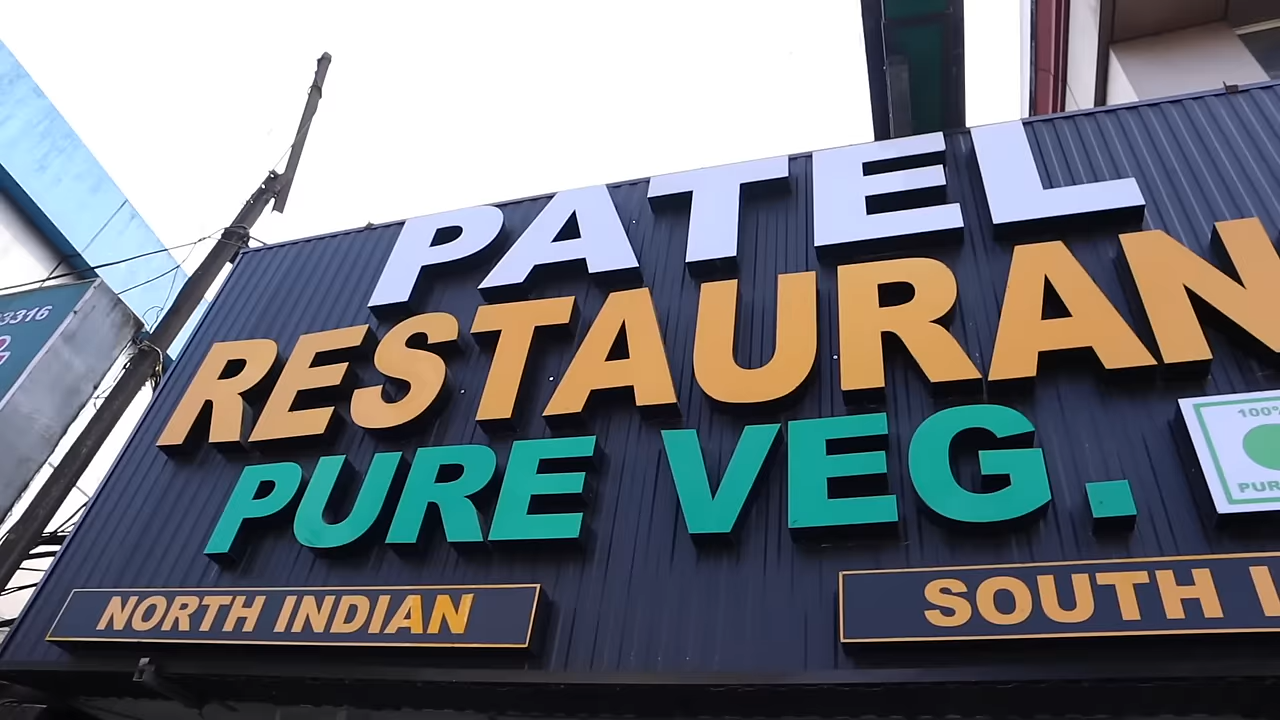 PATEL
RESTAURAN
PURE VEG.
100%
PUR
NORTH INDIAN
SOUTH I
3316